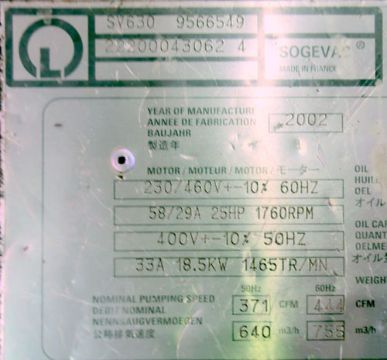 SV630 9566549
22200043062 4
SOGEVAC®
MADE IN FRANCE
YEAR OF MANUFACTURE
ANNEE DE FABRICATION 2002
BAUJAHR
製造年
MOTOR/MOTEUR/MOTOR/モーター
230/460V+-10% 60HZ
58/29A 25HP 1760RPM
400V+-10% 50HZ
33A 18.5KW 1465TR/MN
OIL
HUILE
OEL
オイル
OIL CA
QUANT
OELME
オイル
WEIGH
50Hz 60Hz
NOMINAL PUMPING SPEED 371 CFM 444 CFM
DEBIT NOMINAL
NENNSAUGVERMOEGEN 640 m3/h 755 m3/h
公称排気速度